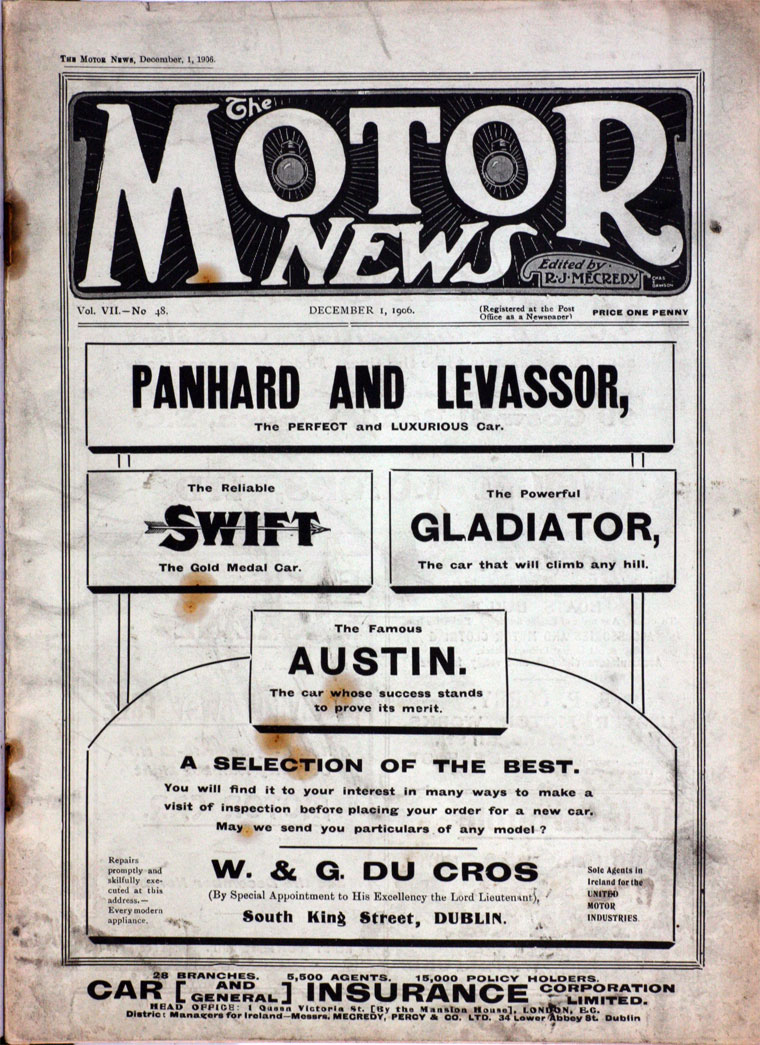 THE MOTOR NEWS, December, 1, 1906.
The
MOTOR
NEWS
Edited by
R.J. MECREDY
Vol. VII.—No 48.
DECEMBER 1, 1906.
(Registered at the Post
Office as a Newspaper)
PRICE ONE PENNY
PANHARD AND LEVASSOR,
The PERFECT and LUXURIOUS Car.
The Reliable
SWIFT
The Gold Medal Car.
The Powerful
GLADIATOR,
The car that will climb any hill.
The Famous
AUSTIN.
The car whose success stands
to prove its merit.
A SELECTION OF THE BEST.
You will find it to your interest in many ways to make a
visit of inspection before placing your order for a new car.
May we send you particulars of any model ?
Repairs
promptly and
skilfully exe-
cuted at this
address.—
Every modern
appliance.
W. & G. DU CROS
(By Special Appointment to His Excellency the Lord Lieutenant),
South King Street, DUBLIN.
Sole Agents in
Ireland for the
UNITED
MOTOR
INDUSTRIES.
28 BRANCHES. 5,500 AGENTS. 15,000 POLICY HOLDERS.
CAR [AND GENERAL] INSURANCE CORPORATION LIMITED.
HEAD OFFICE: 1 Queen Victoria St. [By the Mansion House], LONDON, E.C.
District Managers for Ireland—Messrs. MECREDY, PERCY & CO. LTD. 34 Lower Abbey St. Dublin